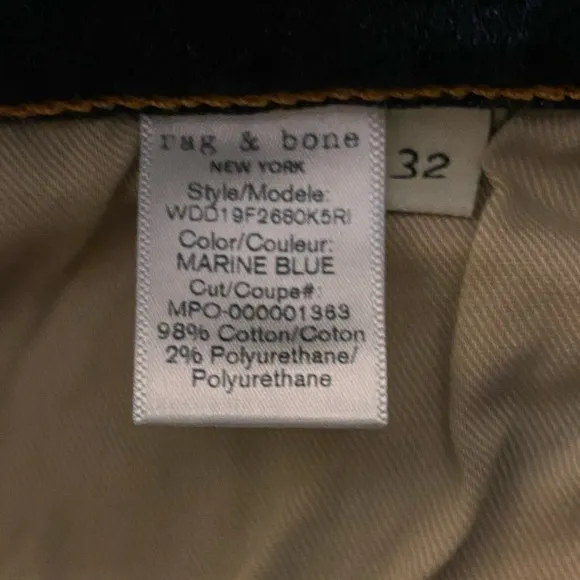 rag & bone
NEW YORK
32
Style/Modele:
WDD19F2680K5RI
Color/Couleur:
MARINE BLUE
Cut/Coupe#:
MPO-000001363
98% Cotton/Coton
2% Polyurethane/
Polyurethane